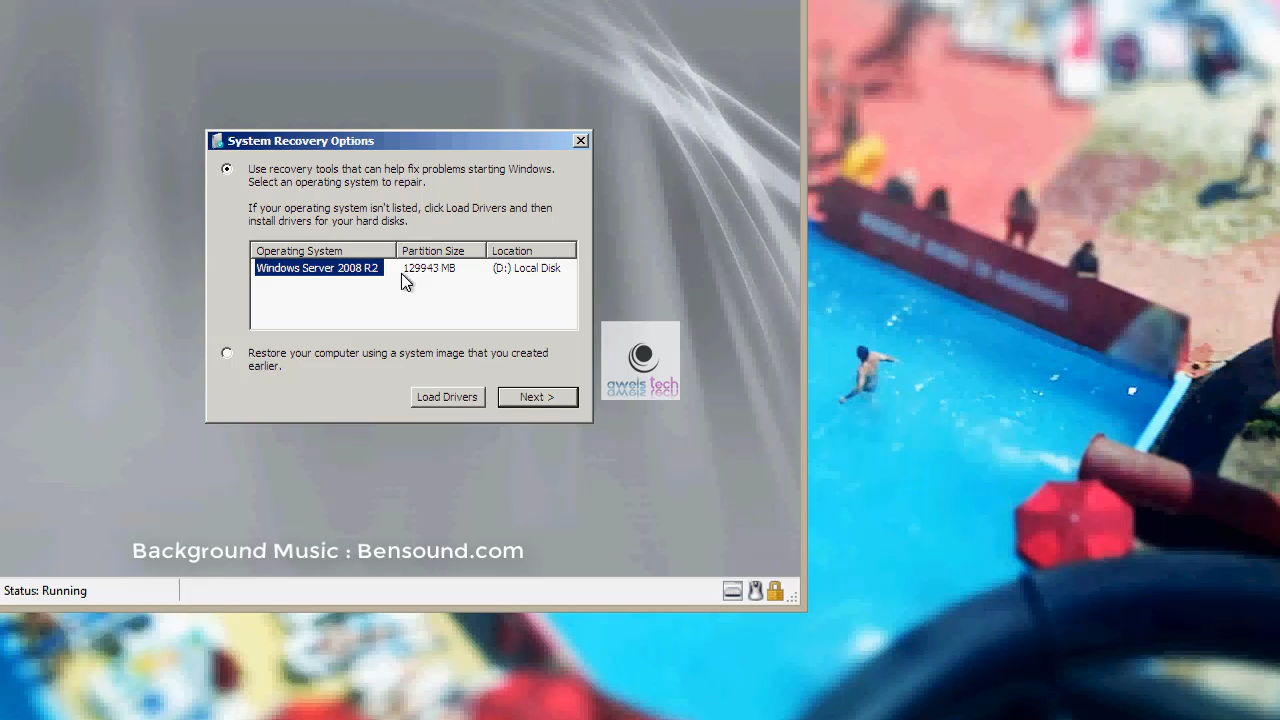 System Recovery Options
Use recovery tools that can help fix problems starting Windows.
Select an operating system to repair.
If your operating system isn't listed, click Load Drivers and then
install drivers for your hard disks.
Operating System Partition Size Location
Windows Server 2008 R2 129943 MB (D:) Local Disk
Restore your computer using a system image that you created
earlier.
Load Drivers Next >
awels tech
Background Music : Bensound.com
Status: Running